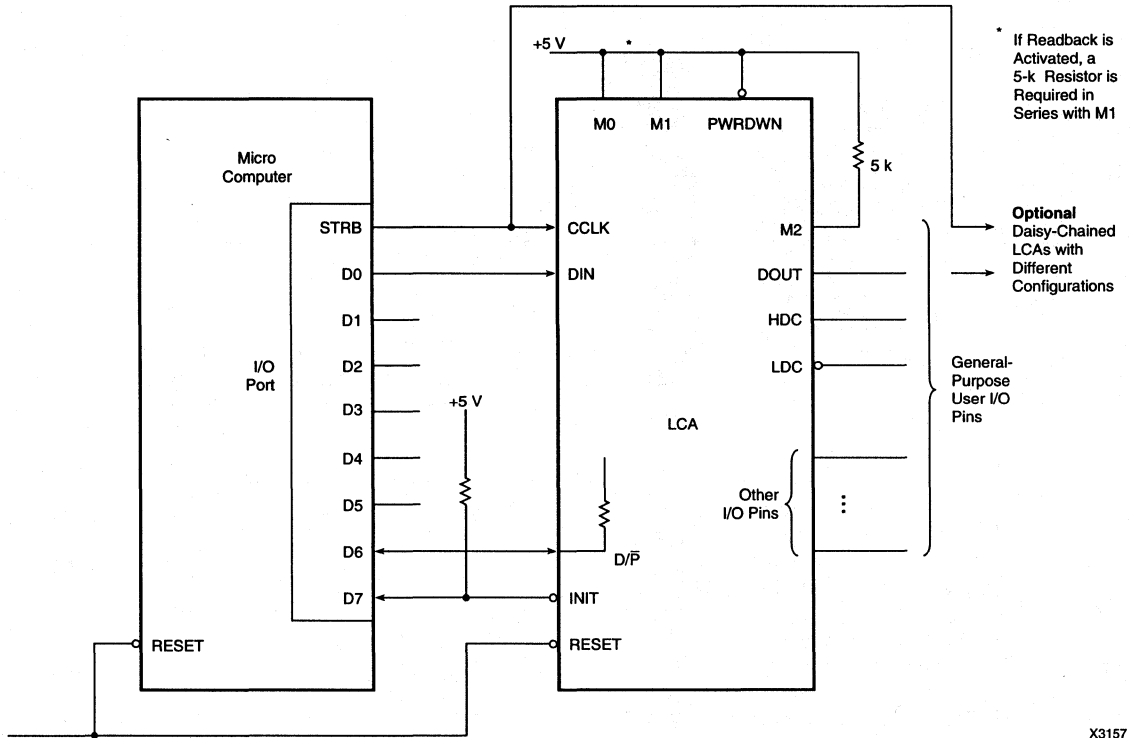 +5 V
*
* If Readback is
Activated, a
5-k Resistor is
Required in
Series with M1
M0
M1
PWRDWN
Micro
Computer
5 k
STRB
CCLK
M2
Optional
Daisy-Chained
LCAs with
Different
Configurations
D0
DIN
DOUT
D1
HDC
I/O
Port
D2
LDC
General-
Purpose
User I/O
Pins
+5 V
D3
LCA
D4
D5
Other
I/O Pins
⋮
D6
D/P̅
D7
INIT
RESET
RESET
X3157